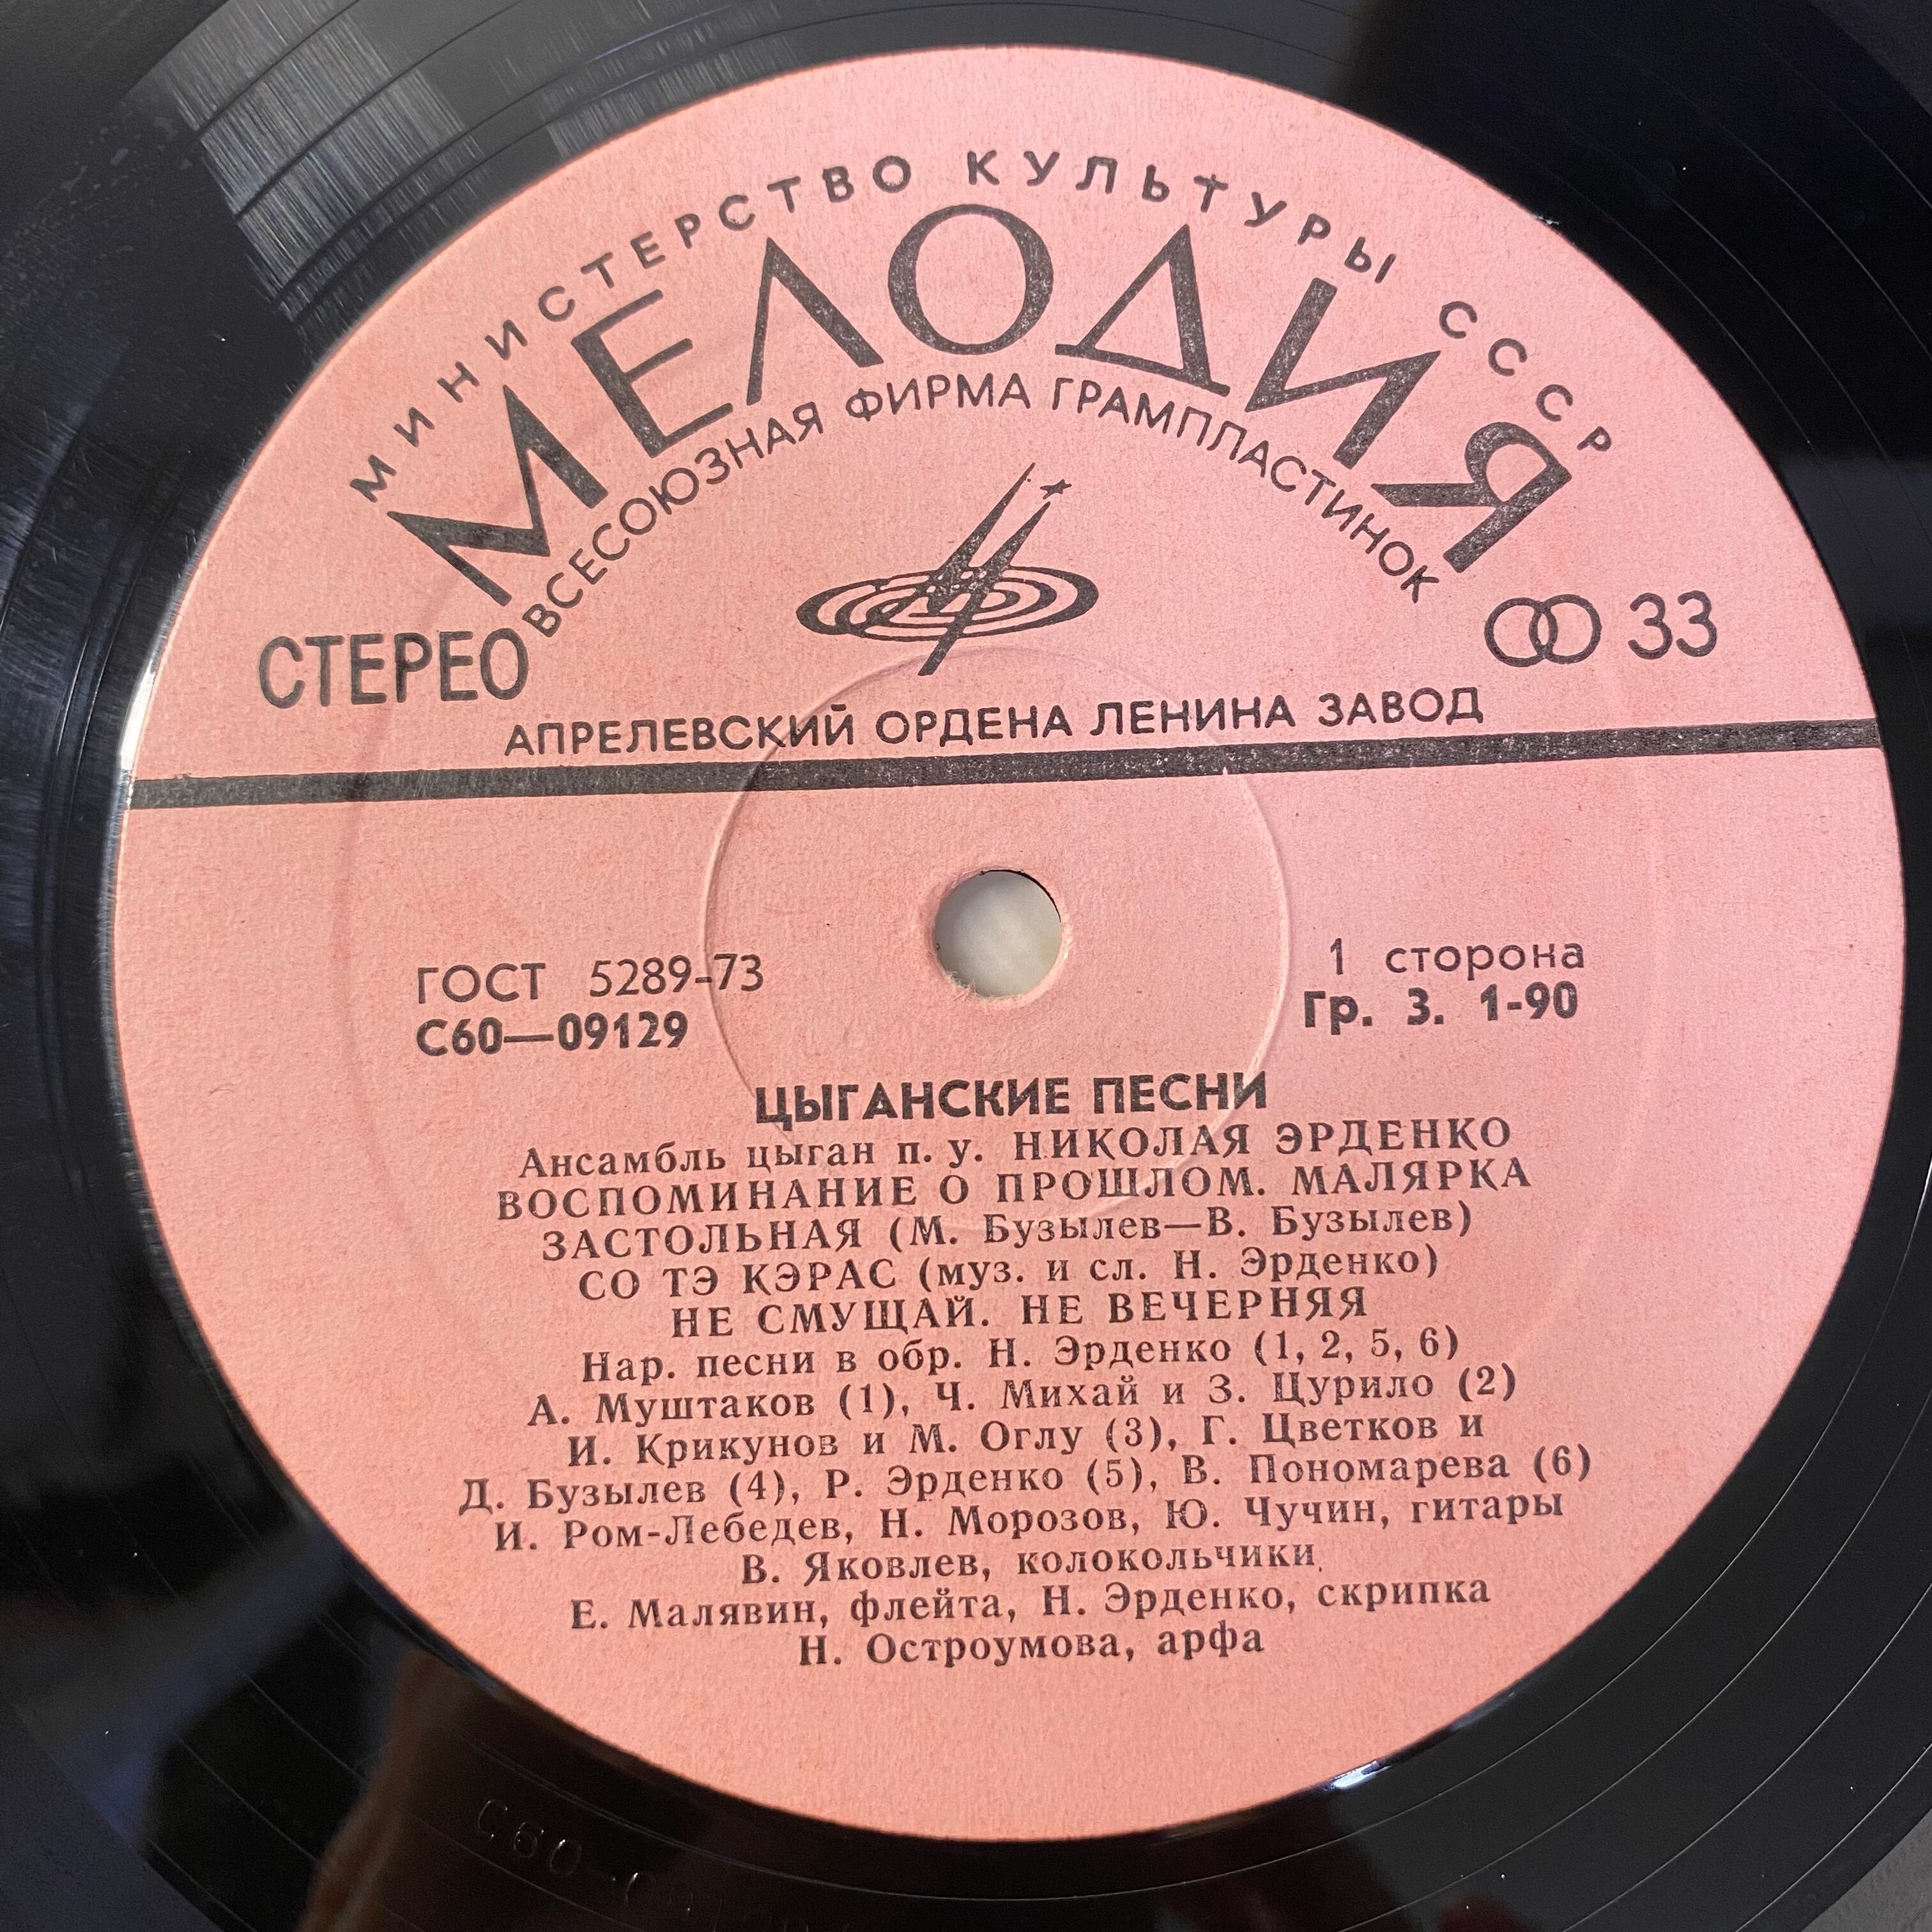 МИНИСТЕРСТВО КУЛЬТУРЫ СССР
МЕЛОДИЯ
ВСЕСОЮЗНАЯ ФИРМА ГРАМПЛАСТИНОК
СТЕРЕО
33
АПРЕЛЕВСКИЙ ОРДЕНА ЛЕНИНА ЗАВОД
ГОСТ 5289-73
1 сторона
С60—09129
Гр. 3. 1-90
ЦЫГАНСКИЕ ПЕСНИ
Ансамбль цыган п. у. НИКОЛАЯ ЭРДЕНКО
ВОСПОМИНАНИЕ О ПРОШЛОМ. МАЛЯРКА
ЗАСТОЛЬНАЯ (М. Бузылев—В. Бузылев)
СО ТЭ КЭРАС (муз. и сл. Н. Эрденко)
НЕ СМУЩАЙ. НЕ ВЕЧЕРНЯЯ
Нар. песни в обр. Н. Эрденко (1, 2, 5, 6)
А. Муштаков (1), Ч. Михай и З. Цурило (2)
И. Крикунов и М. Оглу (3), Г. Цветков и
Д. Бузылев (4), Р. Эрденко (5), В. Пономарева (6)
И. Ром-Лебедев, Н. Морозов, Ю. Чучин, гитары
В. Яковлев, колокольчики
Е. Малявин, флейта, Н. Эрденко, скрипка
Н. Остроумова, арфа